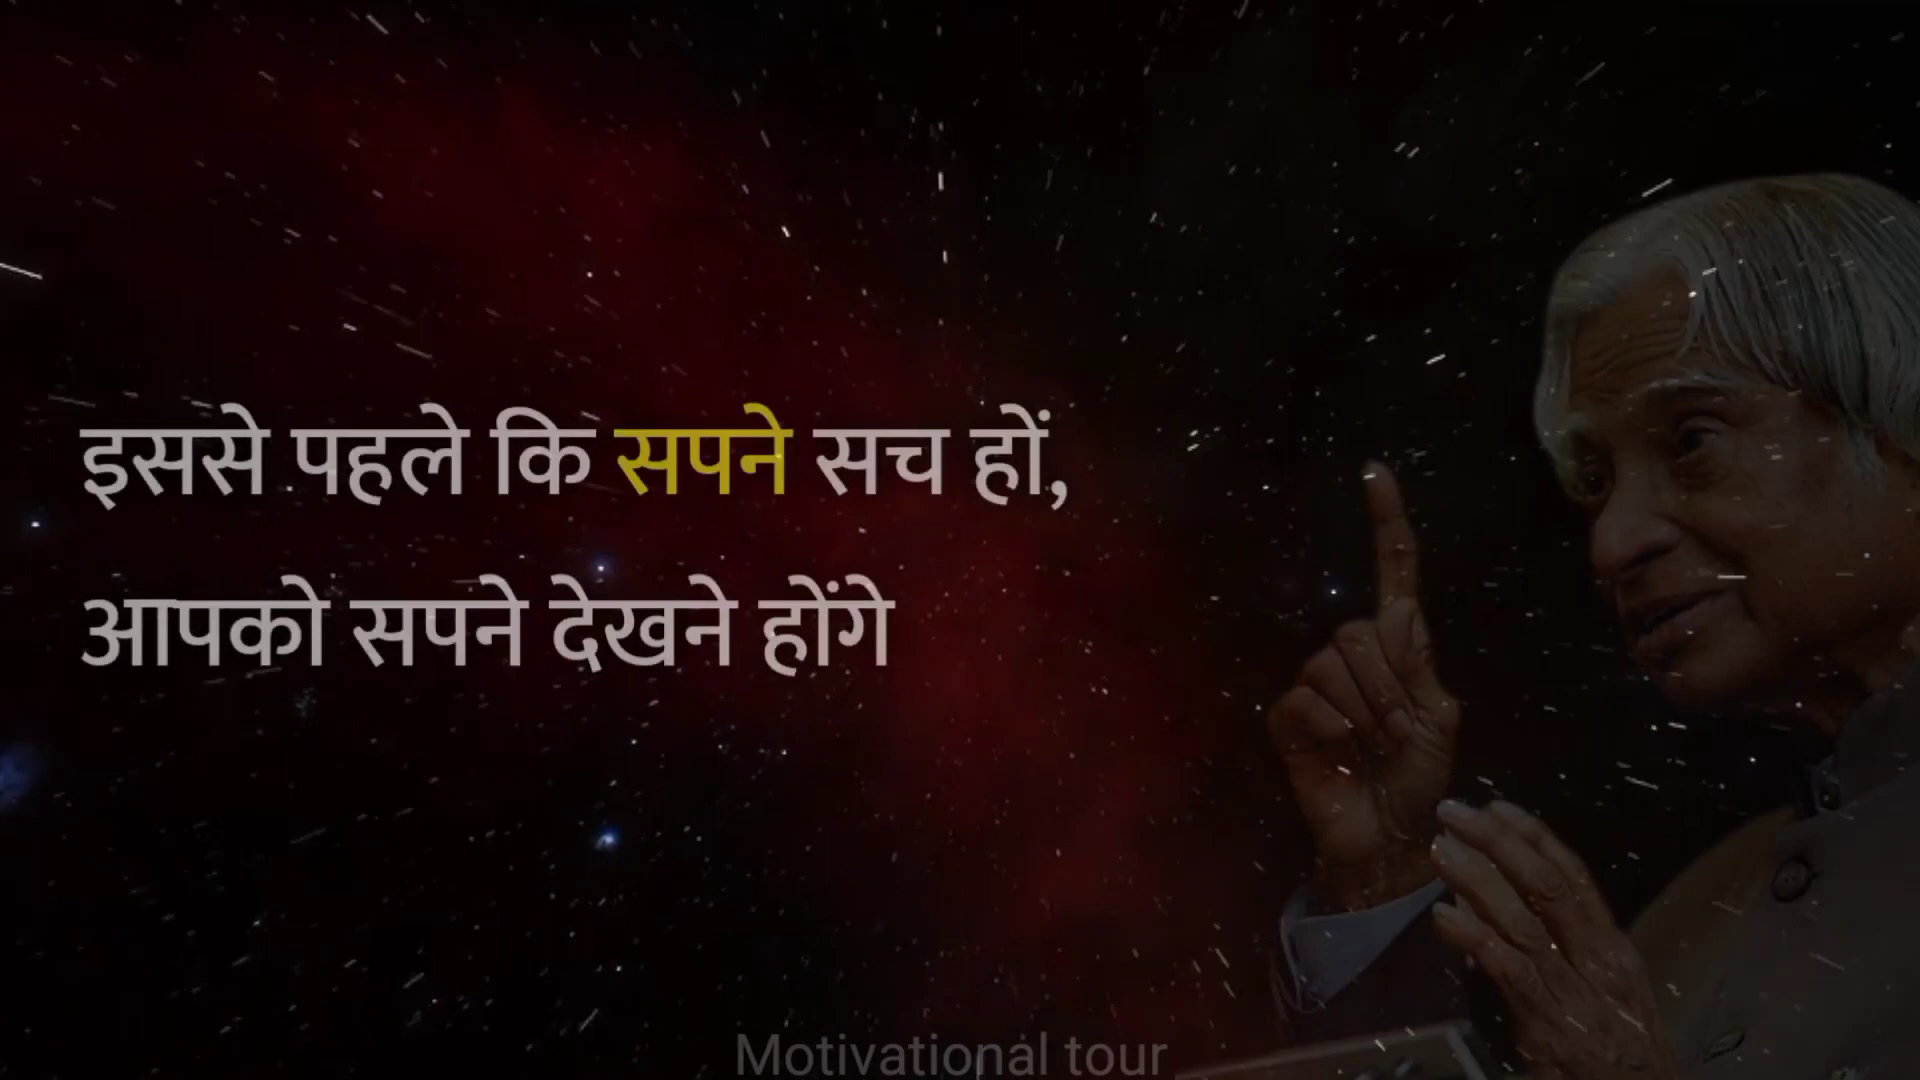 इससे पहले कि सपने सच हों,
आपको सपने देखने होंगे
Motivational tour